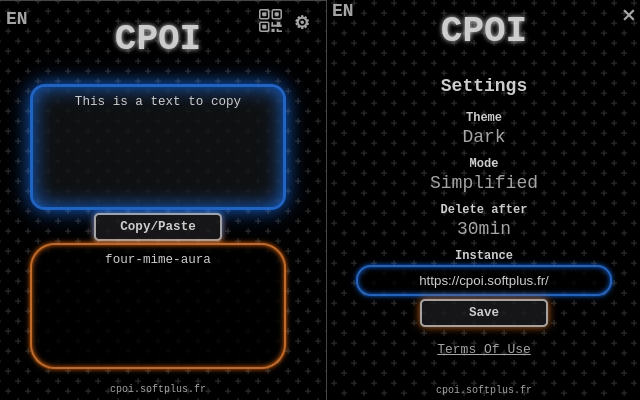 EN
CPOI
This is a text to copy
Copy/Paste
four-mime-aura
cpoi.softplus.fr
EN
CPOI
Settings
Theme
Dark
Mode
Simplified
Delete after
30min
Instance
https://cpoi.softplus.fr/
Save
Terms Of Use
cpoi.softplus.fr